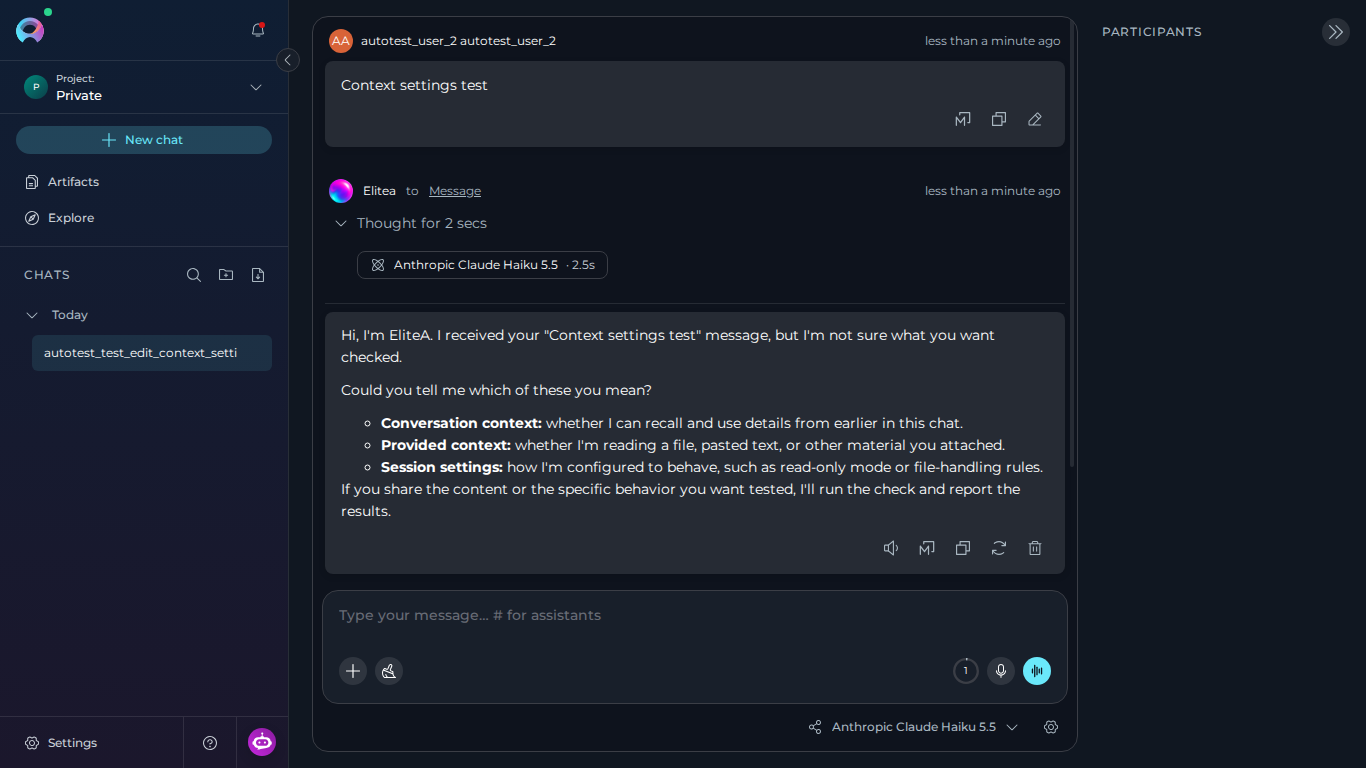 Project:
P
Private
New chat
Artifacts
Explore
CHATS
Today
autotest_test_edit_context_setti
Settings
AA
autotest_user_2 autotest_user_2
less than a minute ago
Context settings test
Elitea to Message
less than a minute ago
Thought for 2 secs
Anthropic Claude Haiku 5.5 · 2.5s
Hi, I'm EliteA. I received your "Context settings test" message, but I'm not sure what you want
checked.
Could you tell me which of these you mean?
Conversation context: whether I can recall and use details from earlier in this chat.
Provided context: whether I'm reading a file, pasted text, or other material you attached.
Session settings: how I'm configured to behave, such as read-only mode or file-handling rules.
If you share the content or the specific behavior you want tested, I'll run the check and report the
results.
Type your message... # for assistants
1
Anthropic Claude Haiku 5.5
PARTICIPANTS